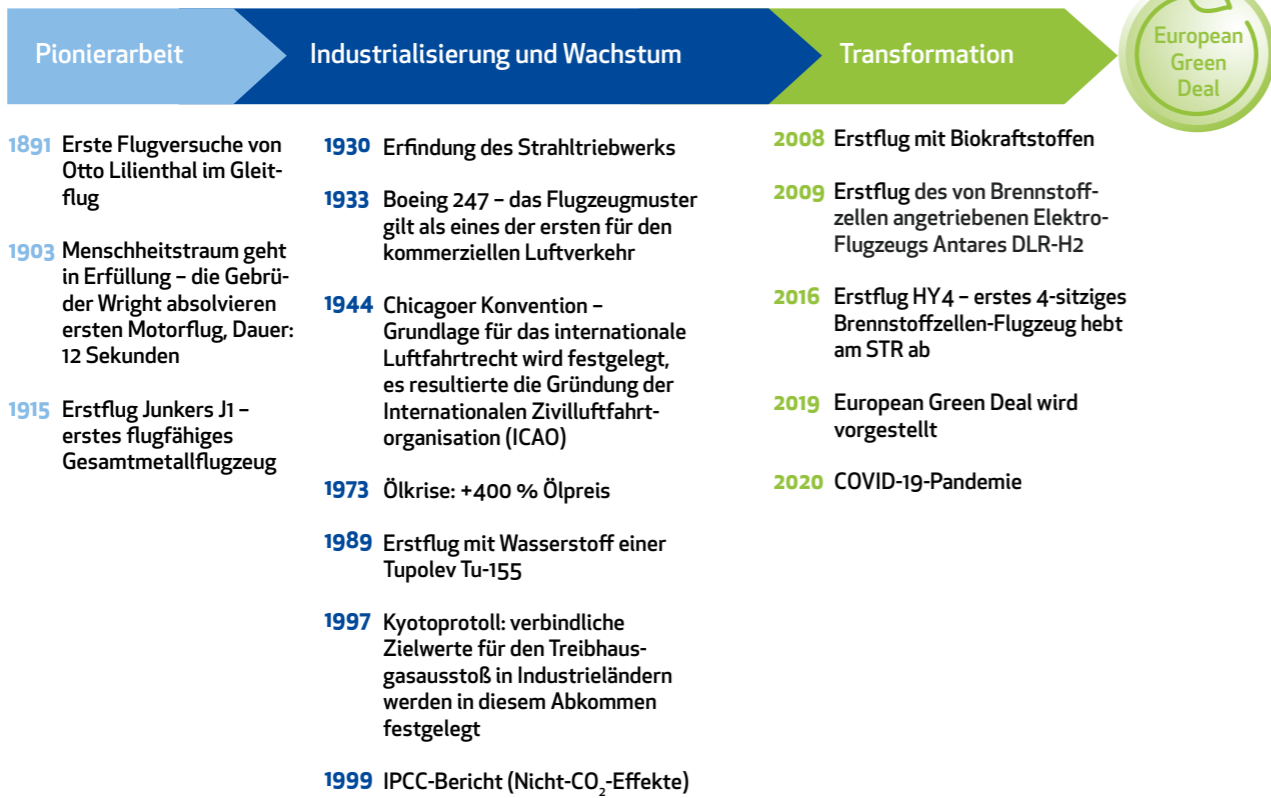 Pionierarbeit
Industrialisierung und Wachstum
Transformation
European
Green
Deal
1891 Erste Flugversuche von
Otto Lilienthal im Gleit-
flug
1903 Menschheitstraum geht
in Erfüllung – die Gebrü-
der Wright absolvieren
ersten Motorflug, Dauer:
12 Sekunden
1915 Erstflug Junkers J1 –
erstes flugfähiges
Gesamtmetallflugzeug
1930 Erfindung des Strahltriebwerks
1933 Boeing 247 – das Flugzeugmuster
gilt als eines der ersten für den
kommerziellen Luftverkehr
1944 Chicagoer Konvention –
Grundlage für das internationale
Luftfahrtrecht wird festgelegt,
es resultierte die Gründung der
Internationalen Zivilluftfahrt-
organisation (ICAO)
1973 Ölkrise: +400 % Ölpreis
1989 Erstflug mit Wasserstoff einer
Tupolev Tu-155
1997 Kyotoprotoll: verbindliche
Zielwerte für den Treibhaus-
gasausstoß in Industrieländern
werden in diesem Abkommen
festgelegt
1999 IPCC-Bericht (Nicht-CO₂-Effekte)
2008 Erstflug mit Biokraftstoffen
2009 Erstflug des von Brennstoff-
zellen angetriebenen Elektro-
Flugzeugs Antares DLR-H2
2016 Erstflug HY4 – erstes 4-sitziges
Brennstoffzellen-Flugzeug hebt
am STR ab
2019 European Green Deal wird
vorgestellt
2020 COVID-19-Pandemie